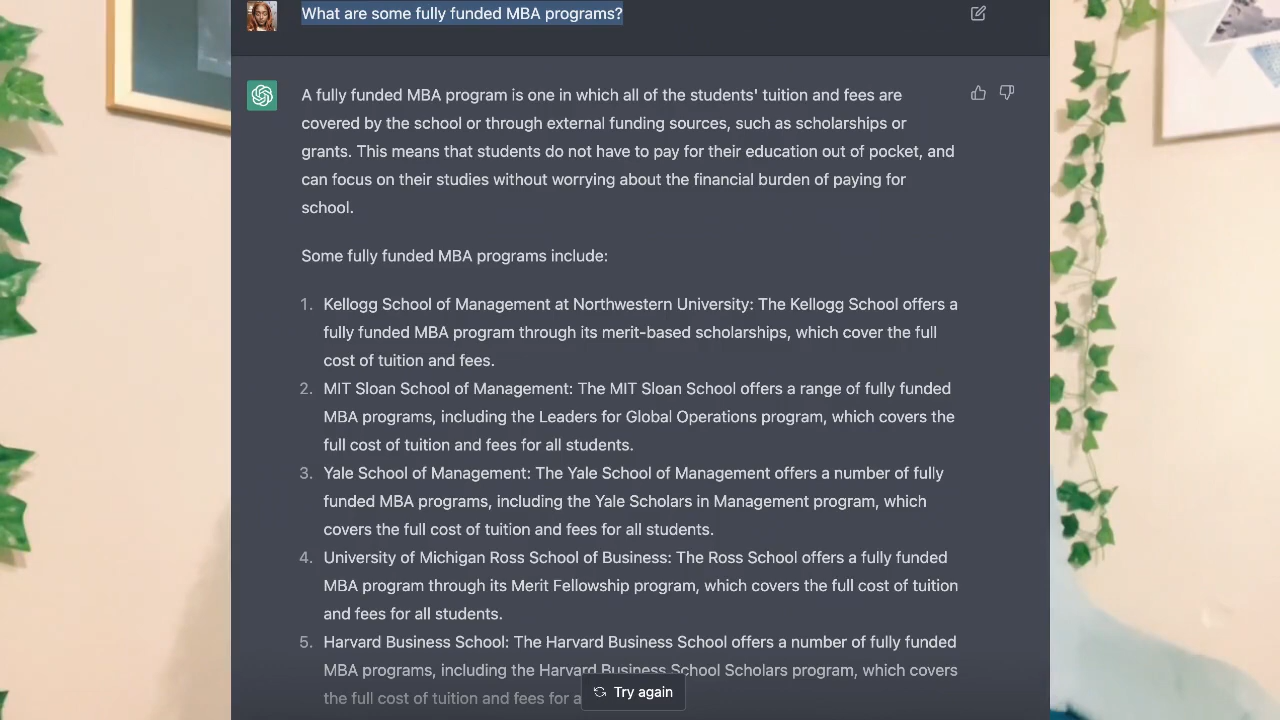 What are some fully funded MBA programs?
A fully funded MBA program is one in which all of the students' tuition and fees are
covered by the school or through external funding sources, such as scholarships or
grants. This means that students do not have to pay for their education out of pocket, and
can focus on their studies without worrying about the financial burden of paying for
school.
Some fully funded MBA programs include:
1. Kellogg School of Management at Northwestern University: The Kellogg School offers a
fully funded MBA program through its merit-based scholarships, which cover the full
cost of tuition and fees.
2. MIT Sloan School of Management: The MIT Sloan School offers a range of fully funded
MBA programs, including the Leaders for Global Operations program, which covers the
full cost of tuition and fees for all students.
3. Yale School of Management: The Yale School of Management offers a number of fully
funded MBA programs, including the Yale Scholars in Management program, which
covers the full cost of tuition and fees for all students.
4. University of Michigan Ross School of Business: The Ross School offers a fully funded
MBA program through its Merit Fellowship program, which covers the full cost of tuition
and fees for all students.
5. Harvard Business School: The Harvard Business School offers a number of fully funded
MBA programs, including the Harvard Business School Scholars program, which covers
the full cost of tuition and fees for a
Try again